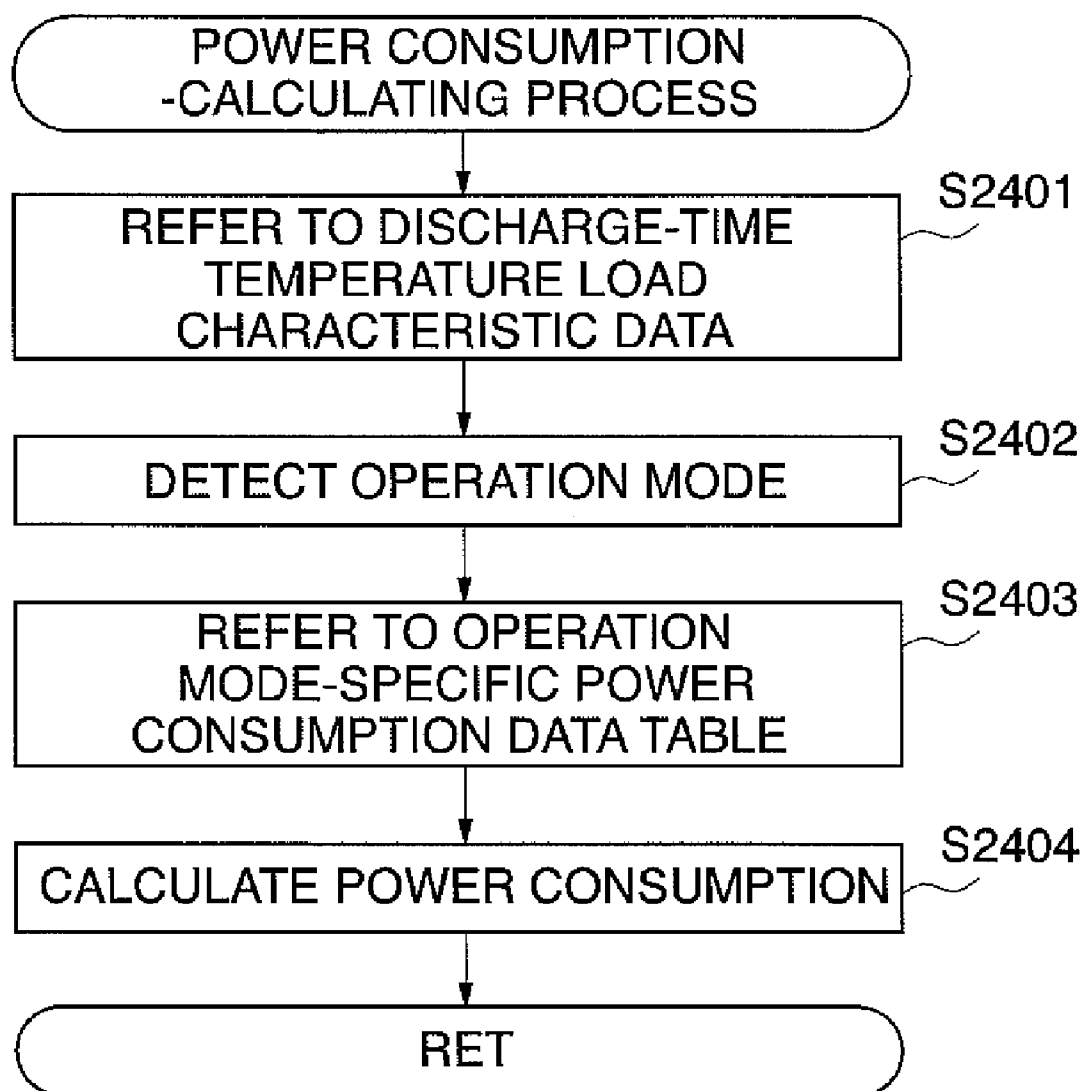 POWER CONSUMPTION
-CALCULATING PROCESS
S2401
REFER TO DISCHARGE-TIME
TEMPERATURE LOAD
CHARACTERISTIC DATA
S2402
DETECT OPERATION MODE
S2403
REFER TO OPERATION
MODE-SPECIFIC POWER
CONSUMPTION DATA TABLE
S2404
CALCULATE POWER CONSUMPTION
RET